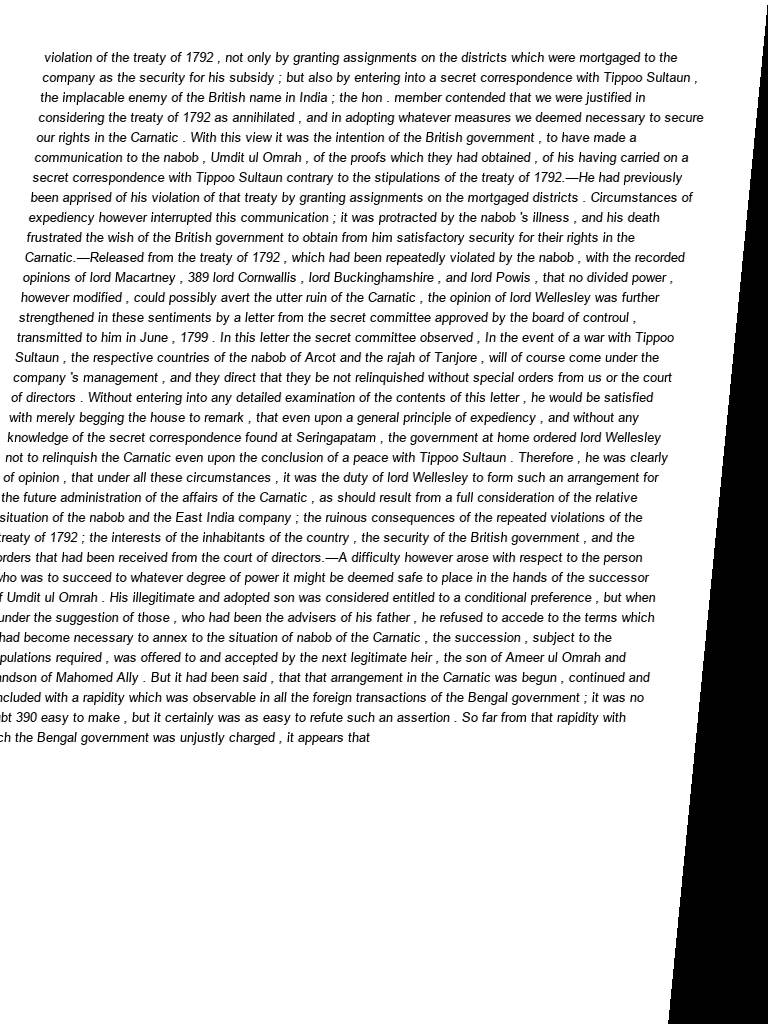 violation of the treaty of 1792 , not only by granting assignments on the districts which were mortgaged to the
company as the security for his subsidy ; but also by entering into a secret correspondence with Tippoo Sultaun ,
the implacable enemy of the British name in India ; the hon . member contended that we were justified in
considering the treaty of 1792 as annihilated , and in adopting whatever measures we deemed necessary to secure
our rights in the Carnatic . With this view it was the intention of the British government , to have made a
communication to the nabob , Umdit ul Omrah , of the proofs which they had obtained , of his having carried on a
secret correspondence with Tippoo Sultaun contrary to the stipulations of the treaty of 1792.—He had previously
been apprised of his violation of that treaty by granting assignments on the mortgaged districts . Circumstances of
expediency however interrupted this communication ; it was protracted by the nabob 's illness , and his death
frustrated the wish of the British government to obtain from him satisfactory security for their rights in the
Carnatic.—Released from the treaty of 1792 , which had been repeatedly violated by the nabob , with the recorded
opinions of lord Macartney , 389 lord Cornwallis , lord Buckinghamshire , and lord Powis , that no divided power ,
however modified , could possibly avert the utter ruin of the Carnatic , the opinion of lord Wellesley was further
strengthened in these sentiments by a letter from the secret committee approved by the board of controul ,
transmitted to him in June , 1799 . In this letter the secret committee observed , In the event of a war with Tippoo
Sultaun , the respective countries of the nabob of Arcot and the rajah of Tanjore , will of course come under the
company 's management , and they direct that they be not relinquished without special orders from us or the court
of directors . Without entering into any detailed examination of the contents of this letter , he would be satisfied
with merely begging the house to remark , that even upon a general principle of expediency , and without any
knowledge of the secret correspondence found at Seringapatam , the government at home ordered lord Wellesley
not to relinquish the Carnatic even upon the conclusion of a peace with Tippoo Sultaun . Therefore , he was clearly
of opinion , that under all these circumstances , it was the duty of lord Wellesley to form such an arrangement for
the future administration of the affairs of the Carnatic , as should result from a full consideration of the relative
situation of the nabob and the East India company ; the ruinous consequences of the repeated violations of the
treaty of 1792 ; the interests of the inhabitants of the country , the security of the British government , and the
orders that had been received from the court of directors.—A difficulty however arose with respect to the person
who was to succeed to whatever degree of power it might be deemed safe to place in the hands of the successor
Umdit ul Omrah . His illegitimate and adopted son was considered entitled to a conditional preference , but when
under the suggestion of those , who had been the advisers of his father , he refused to accede to the terms which
had become necessary to annex to the situation of nabob of the Carnatic , the succession , subject to the
required , was offered to and accepted by the next legitimate heir , the son of Ameer ul Omrah and
of Mahomed Ally . But it had been said , that that arrangement in the Carnatic was begun , continued and
with a rapidity which was observable in all the foreign transactions of the Bengal government ; it was no
390 easy to make , but it certainly was as easy to refute such an assertion . So far from that rapidity with
the Bengal government was unjustly charged , it appears that